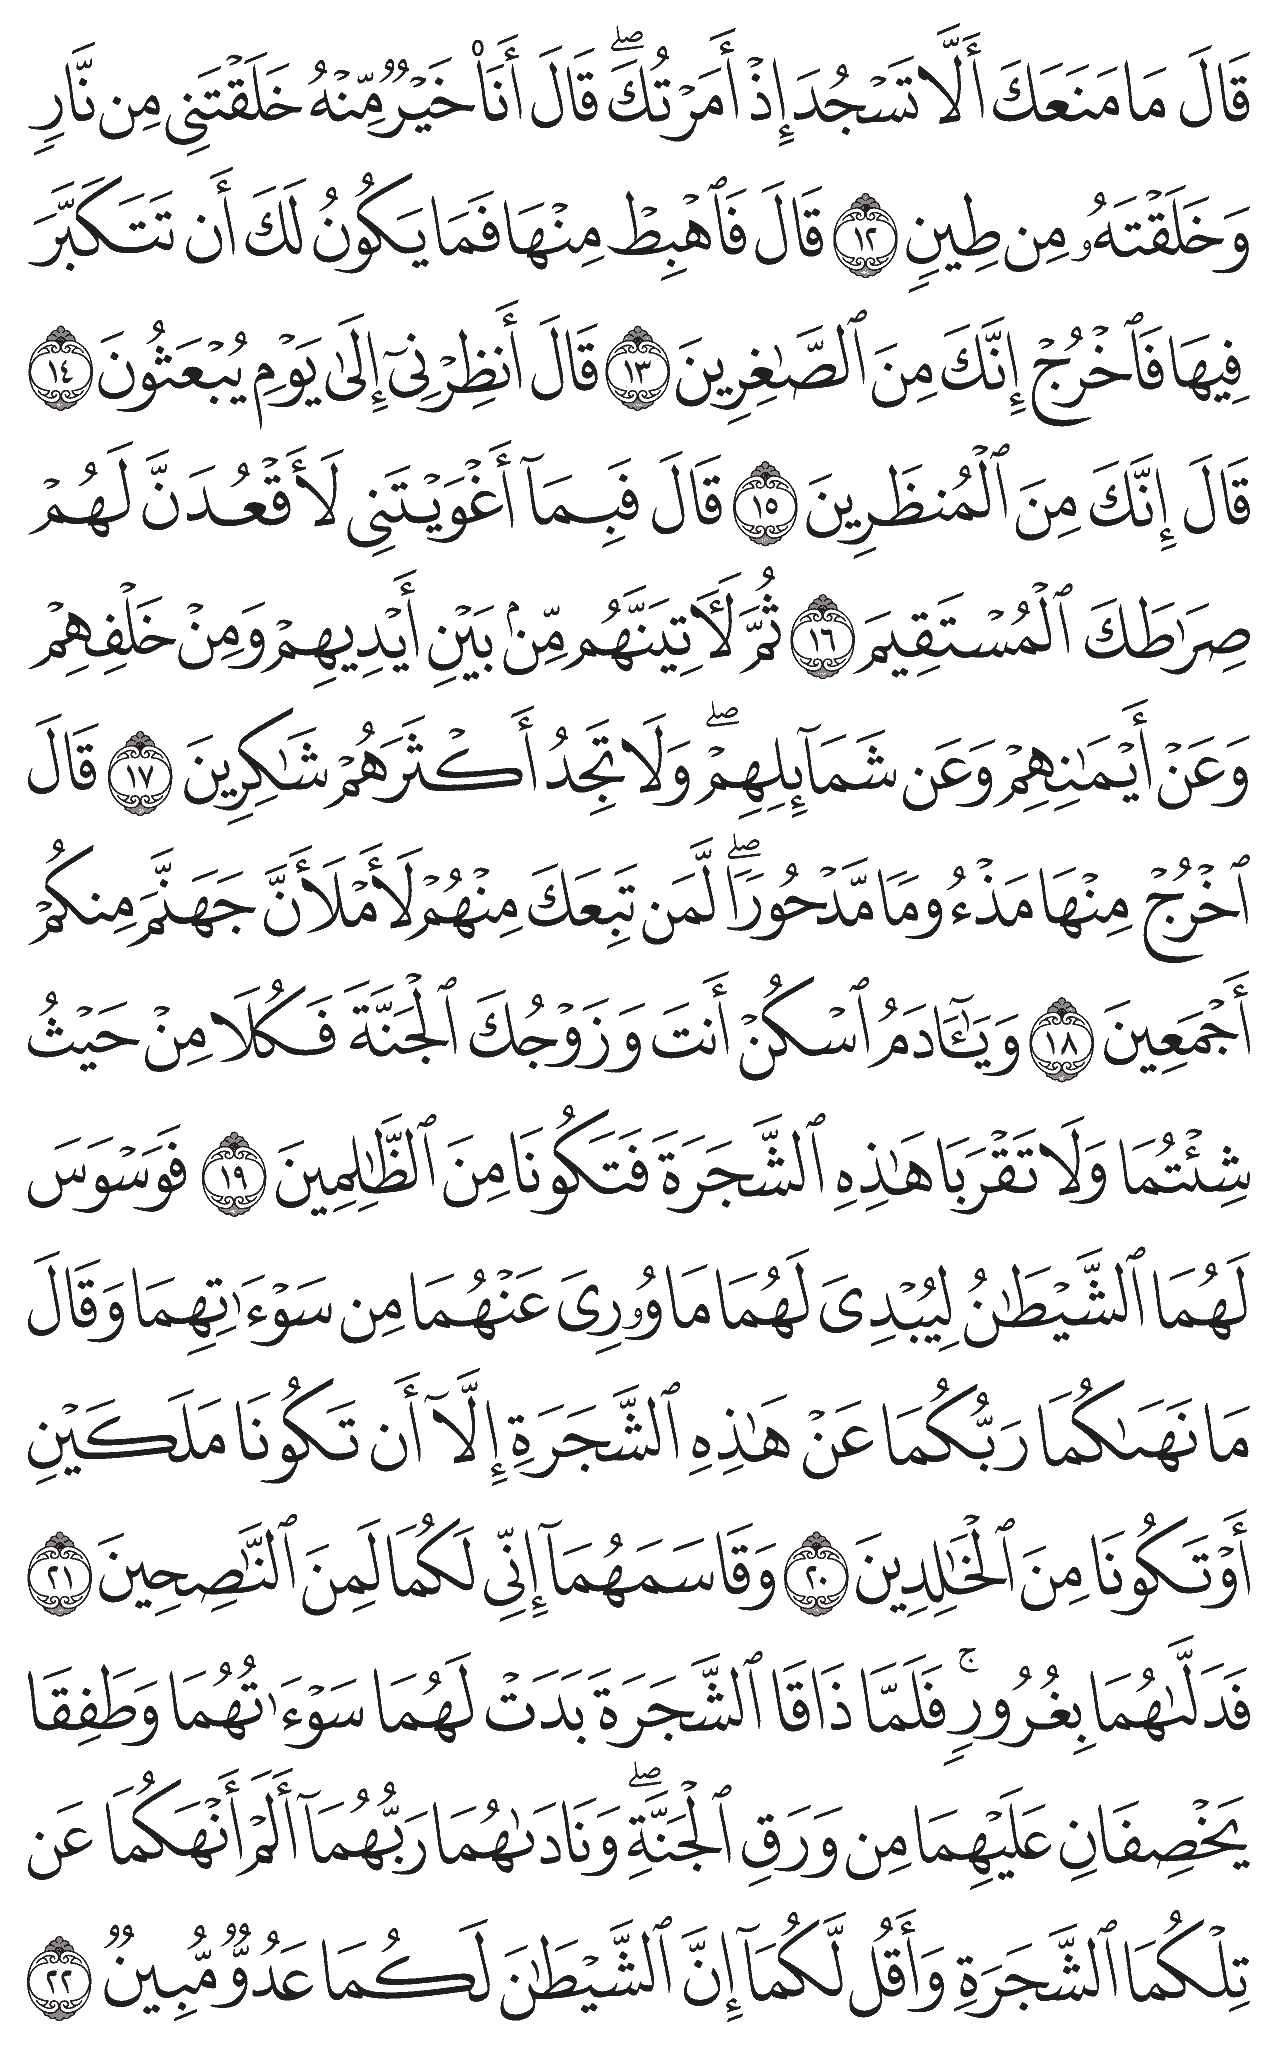 قَالَ مَا مَنَعَكَ أَلَّا تَسْجُدَ إِذْ أَمَرْتُكَ ۖ قَالَ أَنَا۠ خَيْرٌ مِّنْهُ خَلَقْتَنِى مِن نَّارٍ
وَخَلَقْتَهُۥ مِن طِينٍ ١٢ قَالَ فَٱهْبِطْ مِنْهَا فَمَا يَكُونُ لَكَ أَن تَتَكَبَّرَ
فِيهَا فَٱخْرُجْ إِنَّكَ مِنَ ٱلصَّـٰغِرِينَ ١٣ قَالَ أَنظِرْنِىٓ إِلَىٰ يَوْمِ يُبْعَثُونَ ١٤
قَالَ إِنَّكَ مِنَ ٱلْمُنظَرِينَ ١٥ قَالَ فَبِمَآ أَغْوَيْتَنِى لَأَقْعُدَنَّ لَهُمْ
صِرَٰطَكَ ٱلْمُسْتَقِيمَ ١٦ ثُمَّ لَـَٔاتِيَنَّهُم مِّنۢ بَيْنِ أَيْدِيهِمْ وَمِنْ خَلْفِهِمْ
وَعَنْ أَيْمَـٰنِهِمْ وَعَن شَمَآئِلِهِمْ ۖ وَلَا تَجِدُ أَكْثَرَهُمْ شَـٰكِرِينَ ١٧ قَالَ
ٱخْرُجْ مِنْهَا مَذْءُومًا مَّدْحُورًا ۖ لَّمَن تَبِعَكَ مِنْهُمْ لَأَمْلَأَنَّ جَهَنَّمَ مِنكُمْ
أَجْمَعِينَ ١٨ وَيَـٰٓـَٔادَمُ ٱسْكُنْ أَنتَ وَزَوْجُكَ ٱلْجَنَّةَ فَكُلَا مِنْ حَيْثُ
شِئْتُمَا وَلَا تَقْرَبَا هَـٰذِهِ ٱلشَّجَرَةَ فَتَكُونَا مِنَ ٱلظَّـٰلِمِينَ ١٩ فَوَسْوَسَ
لَهُمَا ٱلشَّيْطَـٰنُ لِيُبْدِىَ لَهُمَا مَا وُۥرِىَ عَنْهُمَا مِن سَوْءَٰتِهِمَا وَقَالَ
مَا نَهَىٰكُمَا رَبُّكُمَا عَنْ هَـٰذِهِ ٱلشَّجَرَةِ إِلَّآ أَن تَكُونَا مَلَكَيْنِ
أَوْ تَكُونَا مِنَ ٱلْخَـٰلِدِينَ ٢٠ وَقَاسَمَهُمَآ إِنِّى لَكُمَا لَمِنَ ٱلنَّـٰصِحِينَ ٢١
فَدَلَّىٰهُمَا بِغُرُورٍ ۚ فَلَمَّا ذَاقَا ٱلشَّجَرَةَ بَدَتْ لَهُمَا سَوْءَٰتُهُمَا وَطَفِقَا
يَخْصِفَانِ عَلَيْهِمَا مِن وَرَقِ ٱلْجَنَّةِ ۖ وَنَادَىٰهُمَا رَبُّهُمَآ أَلَمْ أَنْهَكُمَا عَن
تِلْكُمَا ٱلشَّجَرَةِ وَأَقُل لَّكُمَآ إِنَّ ٱلشَّيْطَـٰنَ لَكُمَا عَدُوٌّ مُّبِينٌ ٢٢